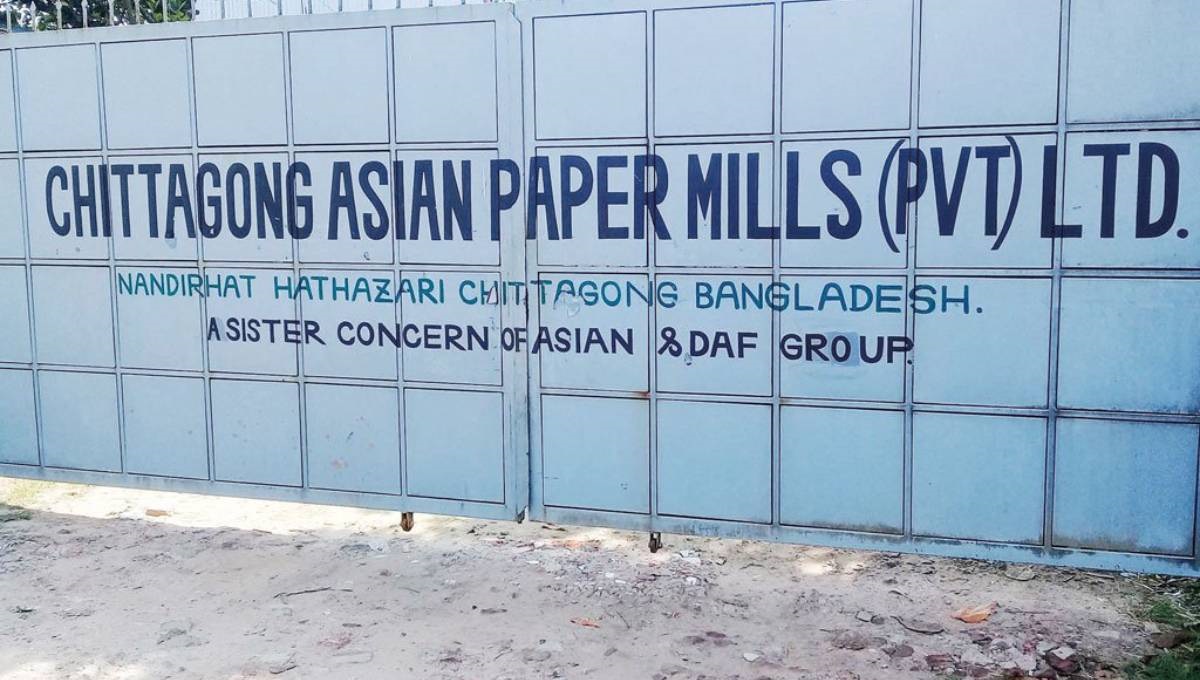 CHITTAGONG ASIAN PAPER MILLS (PVT) LTD.
NANDIRHAT HATHAZARI CHITTAGONG BANGLADESH.
A SISTER CONCERN OF ASIAN & DAF GROUP.